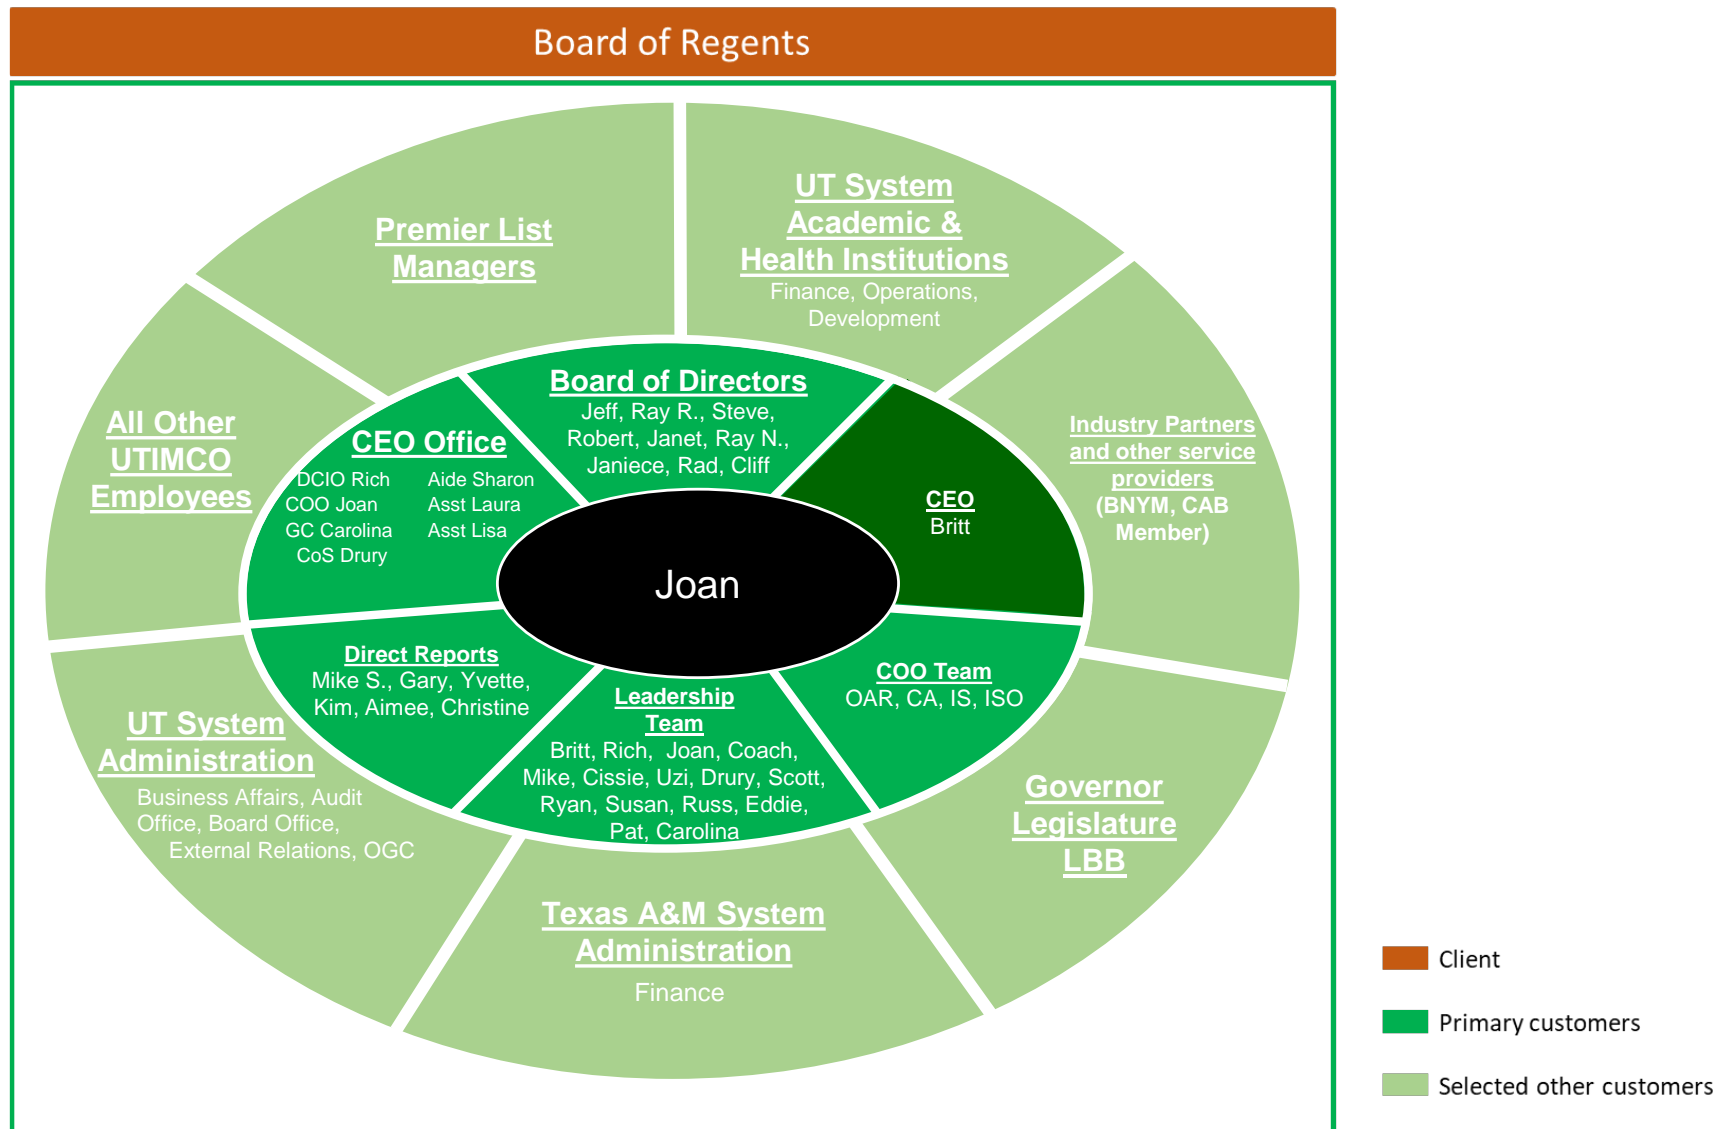 Board of Regents
Premier List
Managers
UT System
Academic &
Health Institutions
Finance, Operations,
Development
All Other
UTIMCO
Employees
CEO Office
DCIO Rich
COO Joan
GC Carolina
CoS Drury
Aide Sharon
Asst Laura
Asst Lisa
Board of Directors
Jeff, Ray R., Steve,
Robert, Janet, Ray N.,
Janiece, Rad, Cliff
CEO
Britt
Industry Partners
and other service
providers
(BNYM, CAB
Member)
Joan
Direct Reports
Mike S., Gary, Yvette,
Kim, Aimee, Christine
Leadership
Team
Britt, Rich, Joan, Coach,
Mike, Cissie, Uzi, Drury, Scott,
Ryan, Susan, Russ, Eddie,
Pat, Carolina
COO Team
OAR, CA, IS, ISO
UT System
Administration
Business Affairs, Audit
Office, Board Office,
External Relations, OGC
Texas A&M System
Administration
Finance
Governor
Legislature
LBB
Client
Primary customers
Selected other customers